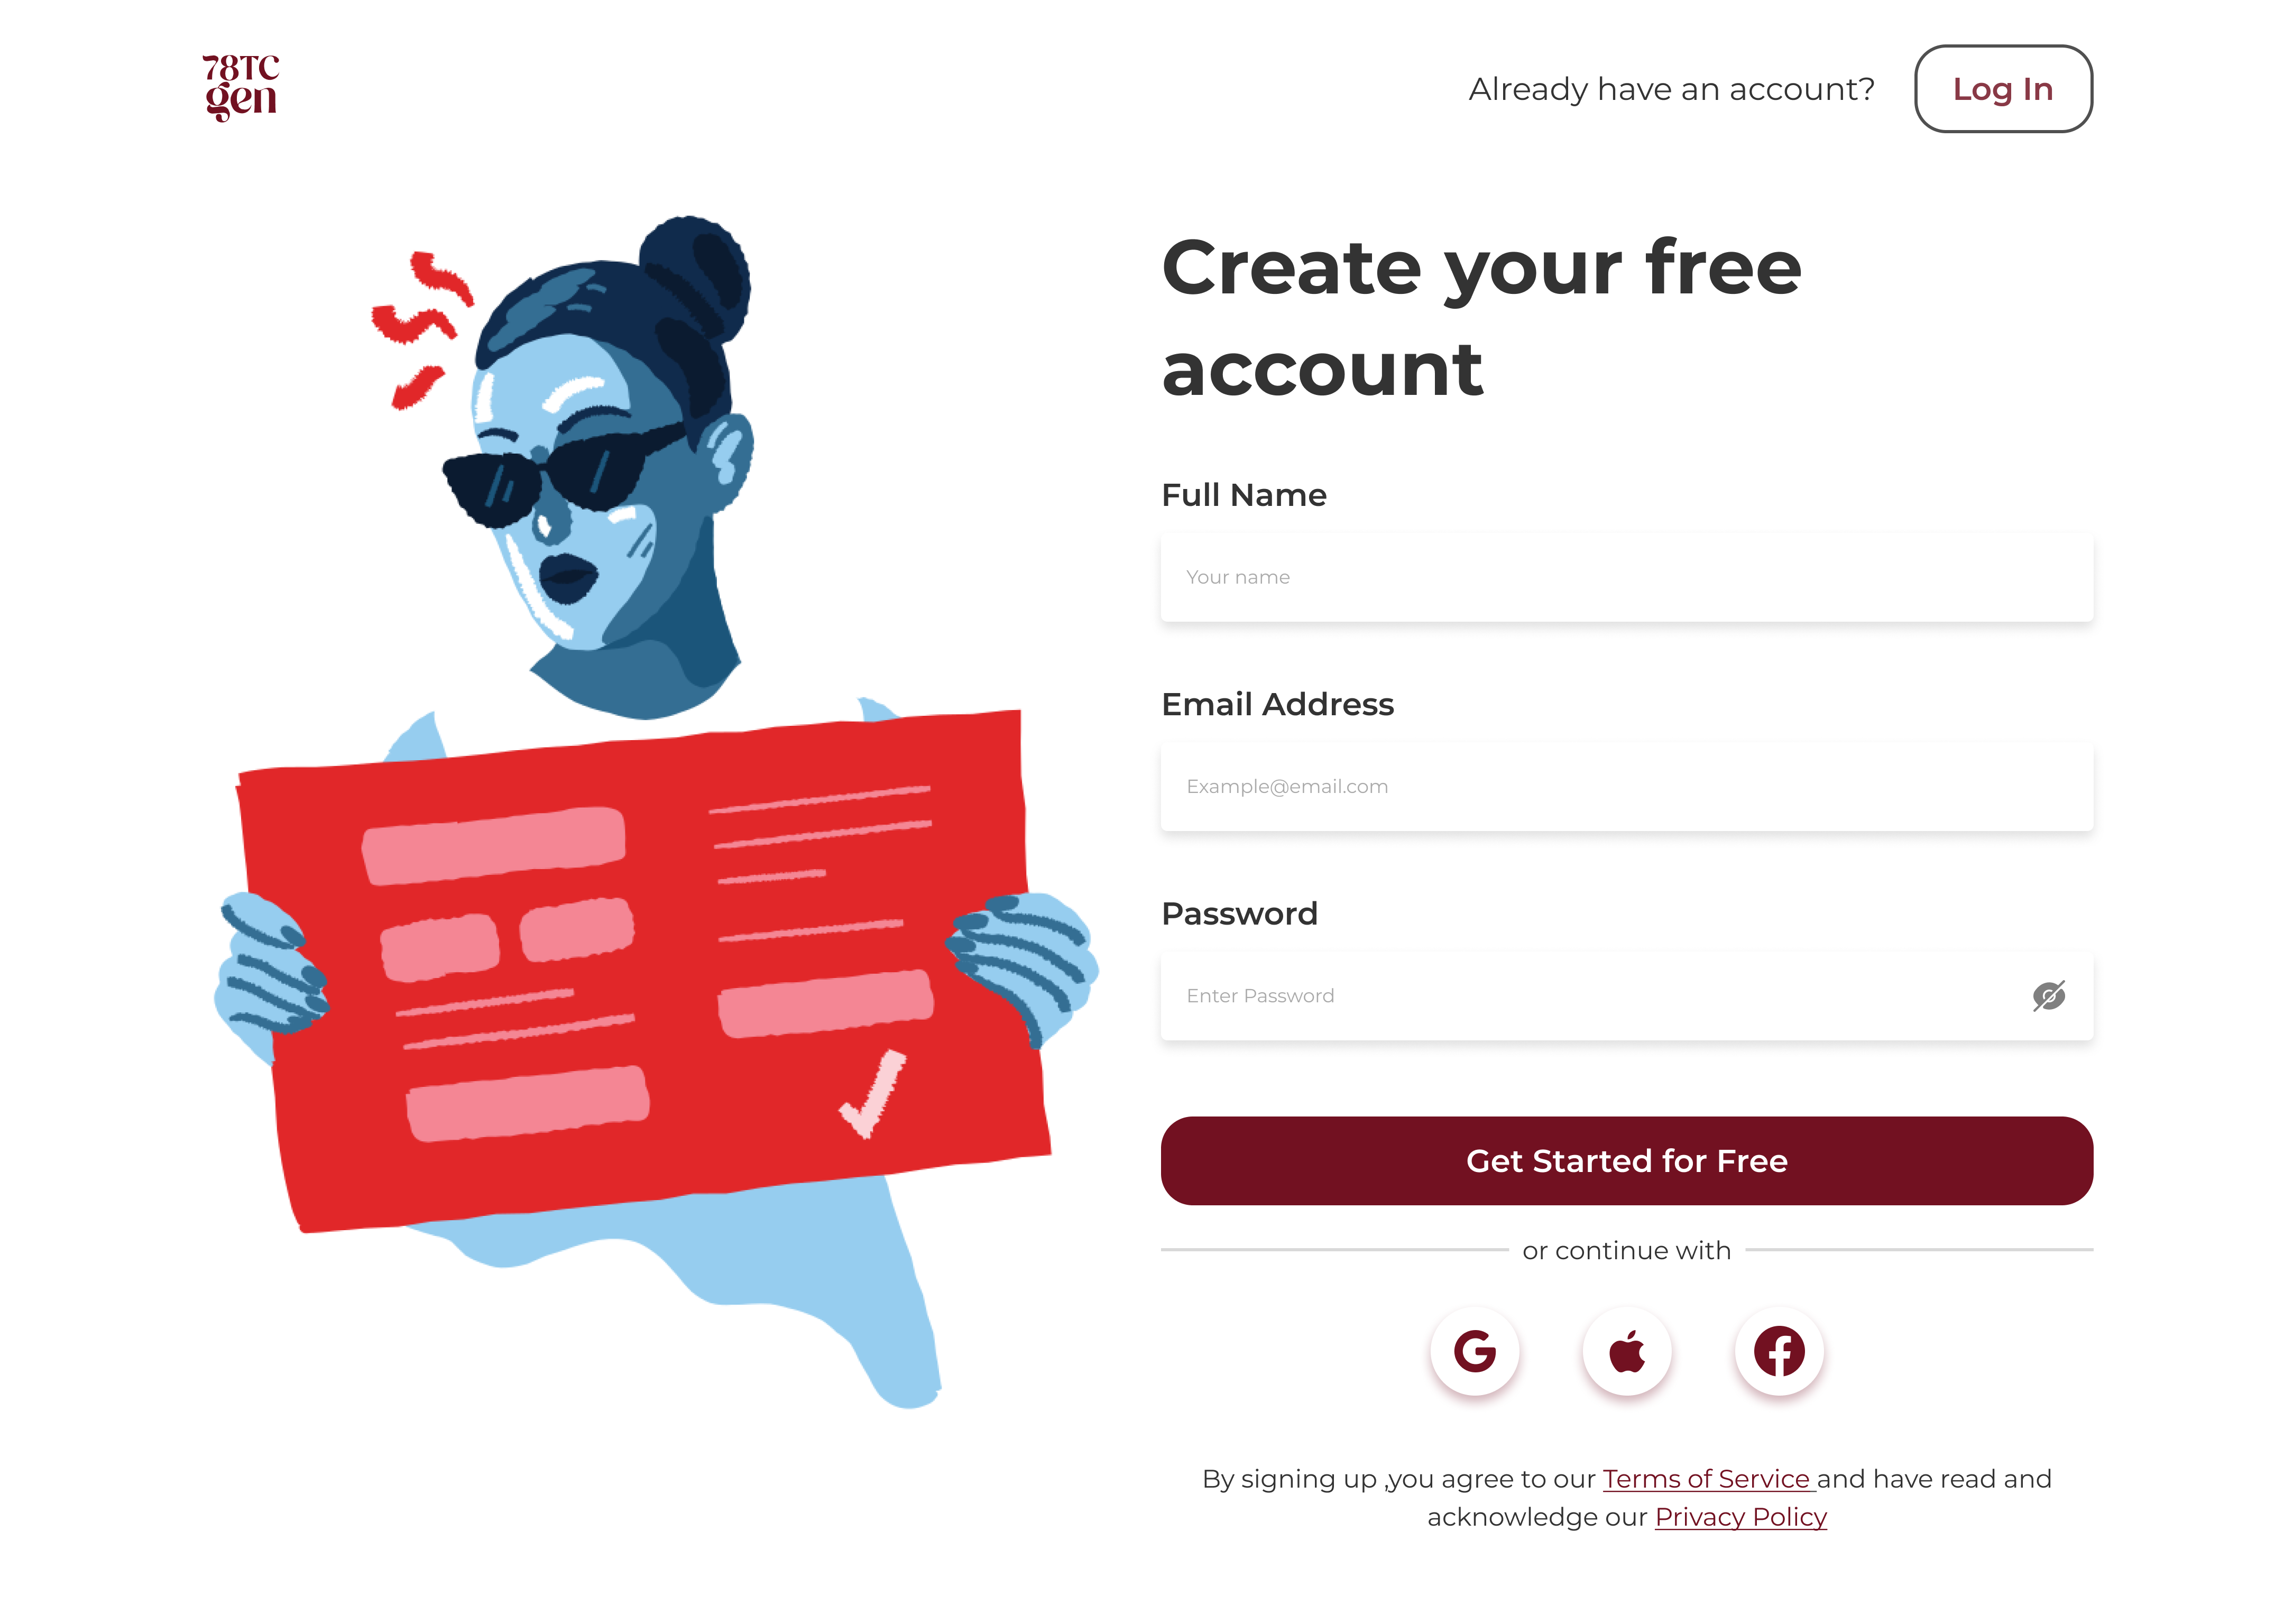 78TC
gen
Already have an account?
Log In
Create your free
account
Full Name
Your name
Email Address
Example@email.com
Password
Enter Password
Get Started for Free
or continue with
By signing up ,you agree to our Terms of Service and have read and
acknowledge our Privacy Policy